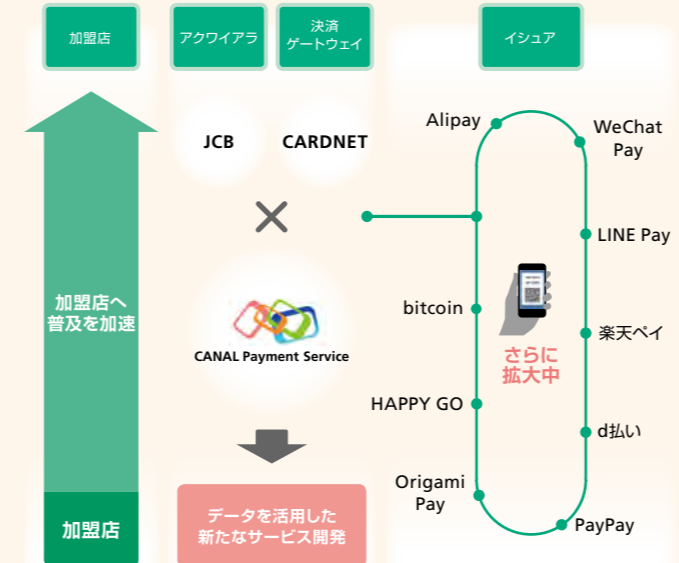 加盟店
アクワイアラ
決済
ゲートウェイ
イシュア
JCB
CARDNET
CANAL Payment Service
データを活用した
新たなサービス開発
加盟店へ
普及を加速
加盟店
Alipay
WeChat
Pay
LINE Pay
bitcoin
楽天ペイ
HAPPY GO
d払い
Origami
Pay
PayPay
さらに
拡大中